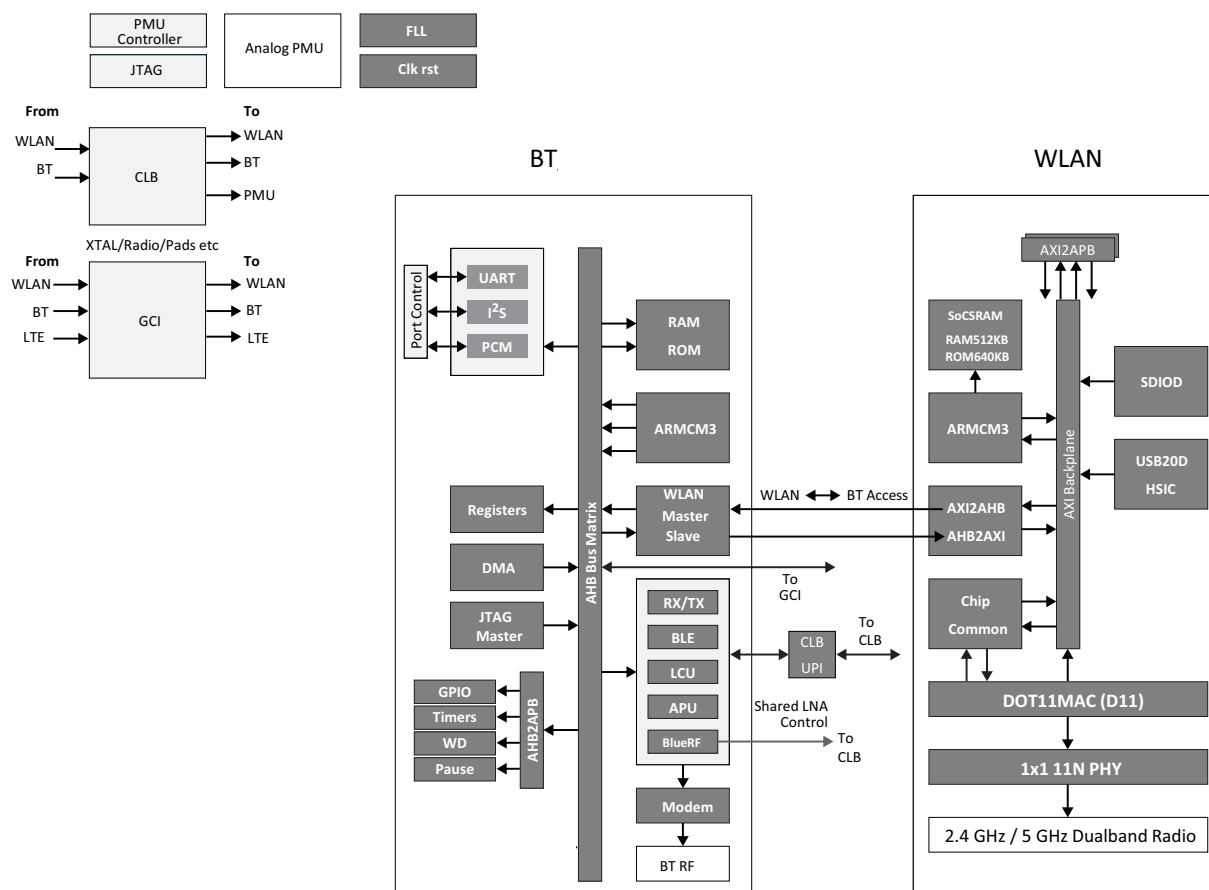 PMU
Controller
JTAG
Analog PMU
FLL
Clk rst
From
To
WLAN
BT
CLB
WLAN
BT
PMU
XTAL/Radio/Pads etc
From
To
WLAN
BT
LTE
GCI
WLAN
BT
LTE
BT
Port Control
UART
I²S
PCM
AHB Bus Matrix
RAM
ROM
ARMCM3
Registers
WLAN
Master
Slave
DMA
JTAG
Master
To
GCI
RX/TX
BLE
LCU
APU
BlueRF
CLB
UPI
To
CLB
Shared LNA
Control
To
CLB
GPIO
Timers
WD
Pause
AHB2APB
Modem
BT RF
WLAN
BT Access
WLAN
AXI2APB
SoCSRAM
RAM512KB
ROM640KB
ARMCM3
AXI Backplane
SDIOD
USB20D
HSIC
AXI2AHB
AHB2AXI
Chip
Common
DOT11MAC (D11)
1x1 11N PHY
2.4 GHz / 5 GHz Dualband Radio